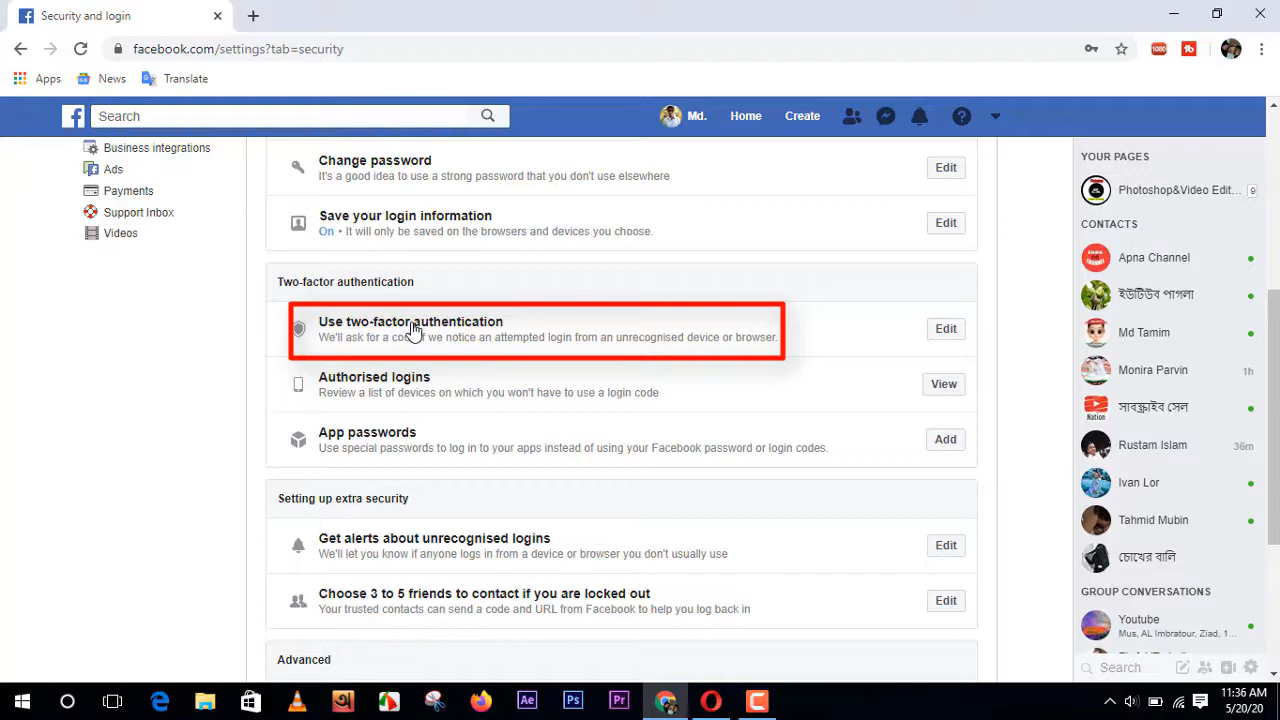 Security and login
facebook.com/settings?tab=security
1080
tb
Apps
News
Translate
Search
Md.
Home
Create
Business integrations
Ads
Payments
Support Inbox
Videos
Change password
It's a good idea to use a strong password that you don't use elsewhere
Edit
Save your login information
On • It will only be saved on the browsers and devices you choose.
Edit
Two-factor authentication
Use two-factor authentication
We'll ask for a code if we notice an attempted login from an unrecognised device or browser.
Edit
Authorised logins
Review a list of devices on which you won't have to use a login code
View
App passwords
Use special passwords to log in to your apps instead of using your Facebook password or login codes.
Add
Setting up extra security
Get alerts about unrecognised logins
We'll let you know if anyone logs in from a device or browser you don't usually use
Edit
Choose 3 to 5 friends to contact if you are locked out
Your trusted contacts can send a code and URL from Facebook to help you log back in
Edit
Advanced
YOUR PAGES
Photoshop&Video Edit...
9
CONTACTS
Apna Channel
ইউটিউব পাগলা
Md Tamim
Monira Parvin
1h
সাবস্ক্রাইব সেল
Nation
Rustam Islam
36m
Ivan Lor
Tahmid Mubin
চোখের বালি
GROUP CONVERSATIONS
Youtube
Mus, AL Imbratour, Ziad, 1...
Search
অ
Ae
Ps
Pr
C
11:36 AM
5/20/20